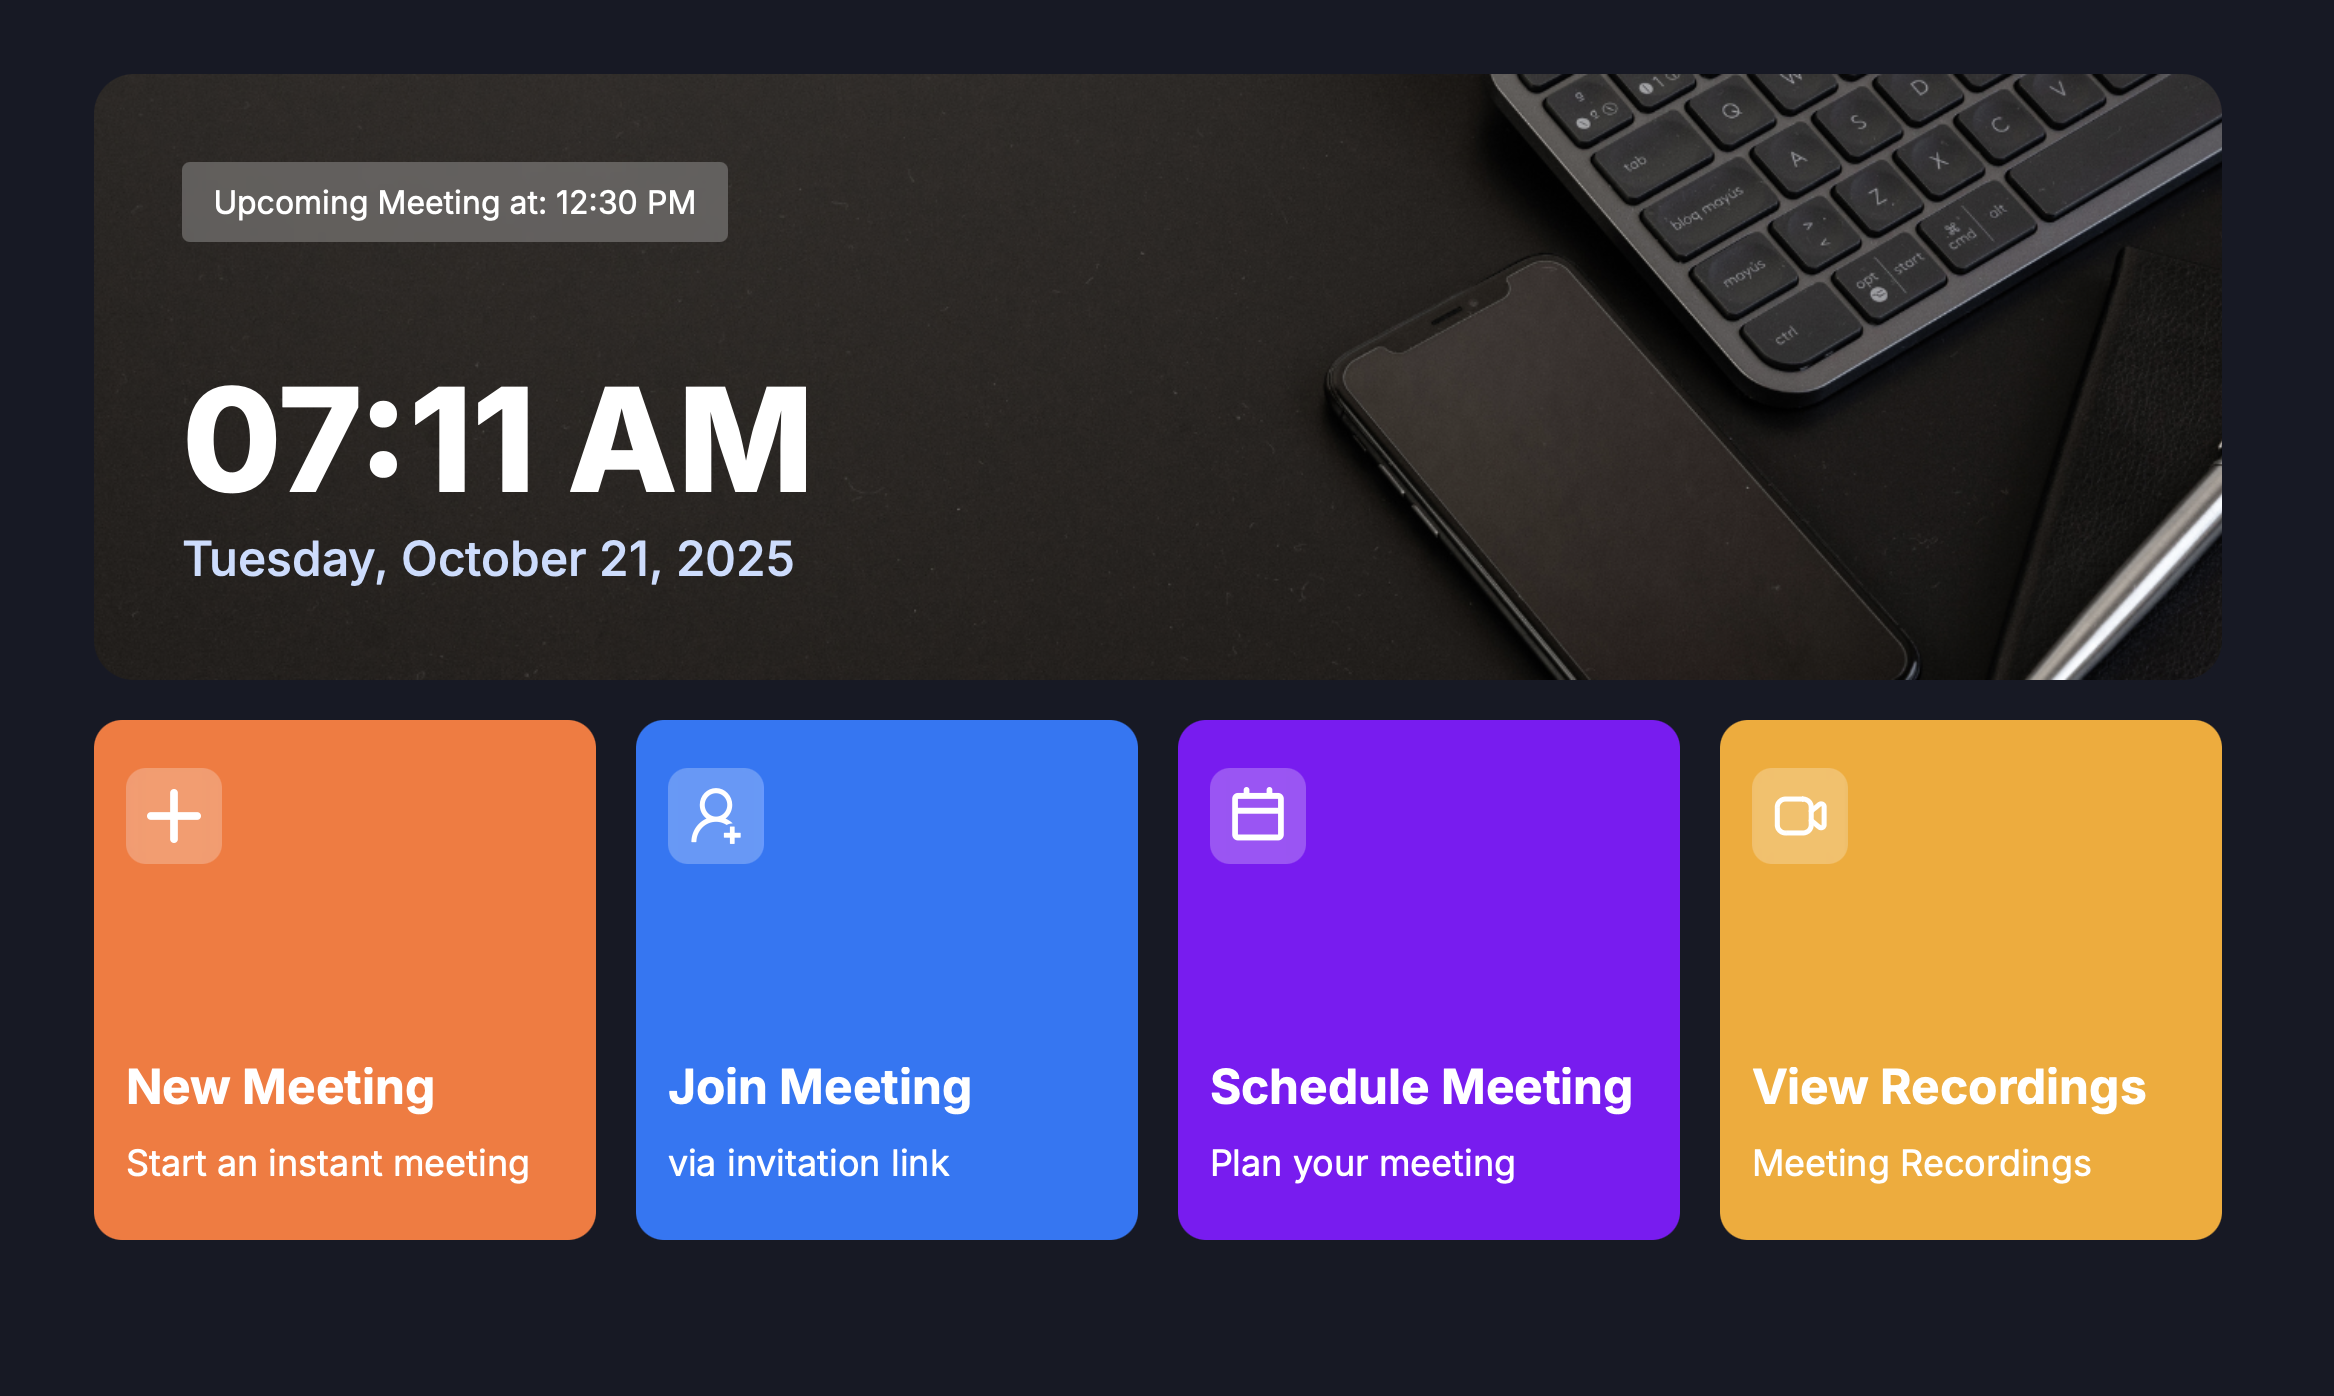 Upcoming Meeting at: 12:30 PM
07:11 AM
Tuesday, October 21, 2025
W D V
Q S C
tab A X
bloq mayús Z alt
> cmd
<
mayús opt start
ctrl
New Meeting
Start an instant meeting
Join Meeting
via invitation link
Schedule Meeting
Plan your meeting
View Recordings
Meeting Recordings